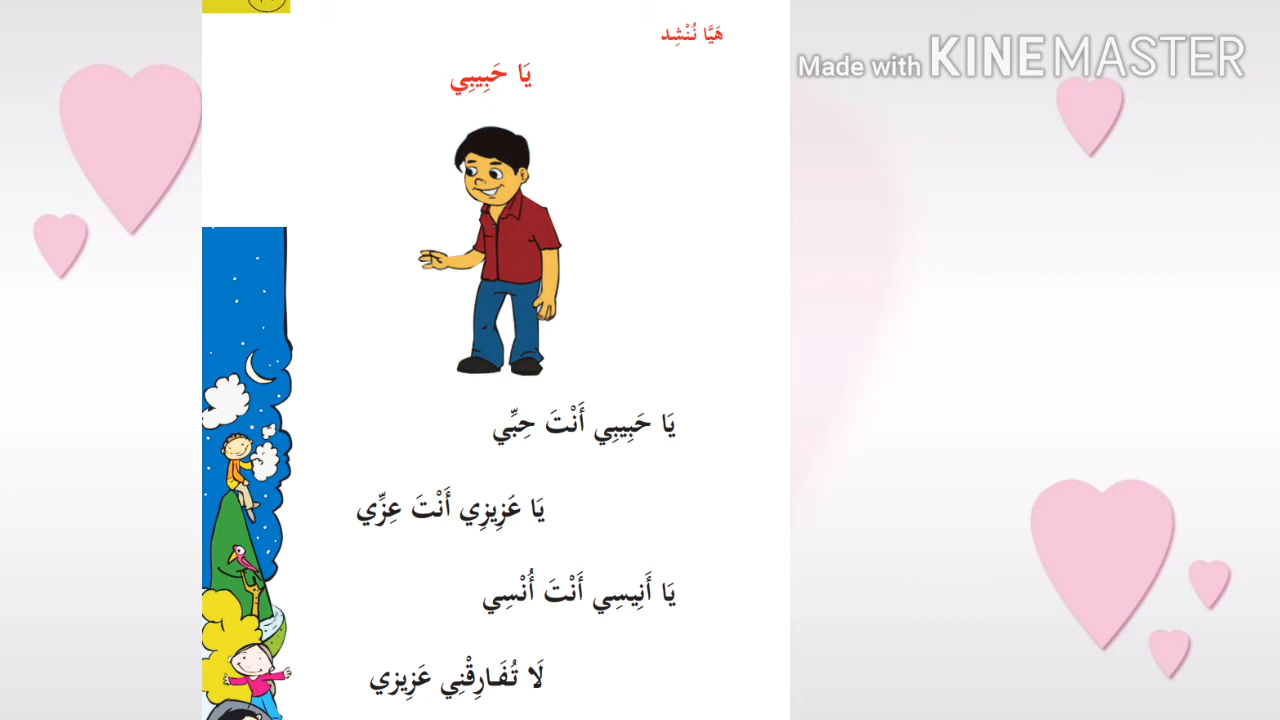 هَيَّا نُنْشِد
Made with KINEMASTER
يَا حَبِيبِي
يَا حَبِيبِي أَنْتَ حِبِّي
يَا عَزِيزِي أَنْتَ عِزِّي
يَا أَنِيسِي أَنْتَ أُنْسِي
لَا تُفَارِقْنِي عَزِيزِي